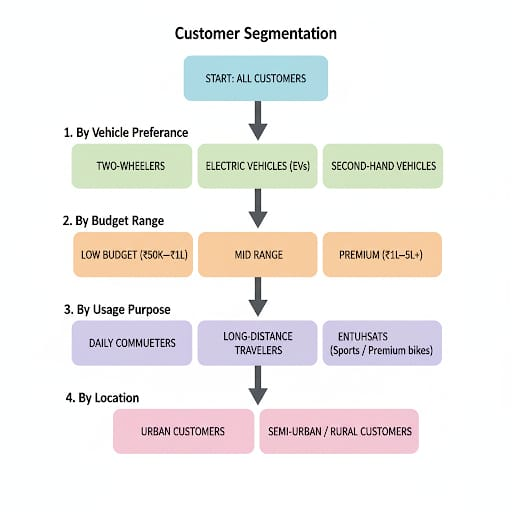 Customer Segmentation
START: ALL CUSTOMERS
1. By Vehicle Preferance
TWO-WHEELERS
ELECTRIC VEHICLES (EVs)
SECOND-HAND VEHICLES
2. By Budget Range
LOW BUDGET (₹50K—₹1L)
MID RANGE
PREMIUM (₹1L—5L+)
3. By Usage Purpose
DAILY COMMUETERS
LONG-DISTANCE
TRAVELERS
ENTUHSATS
(Sports / Premium bikes)
4. By Location
URBAN CUSTOMERS
SEMI-URBAN / RURAL CUSTOMERS